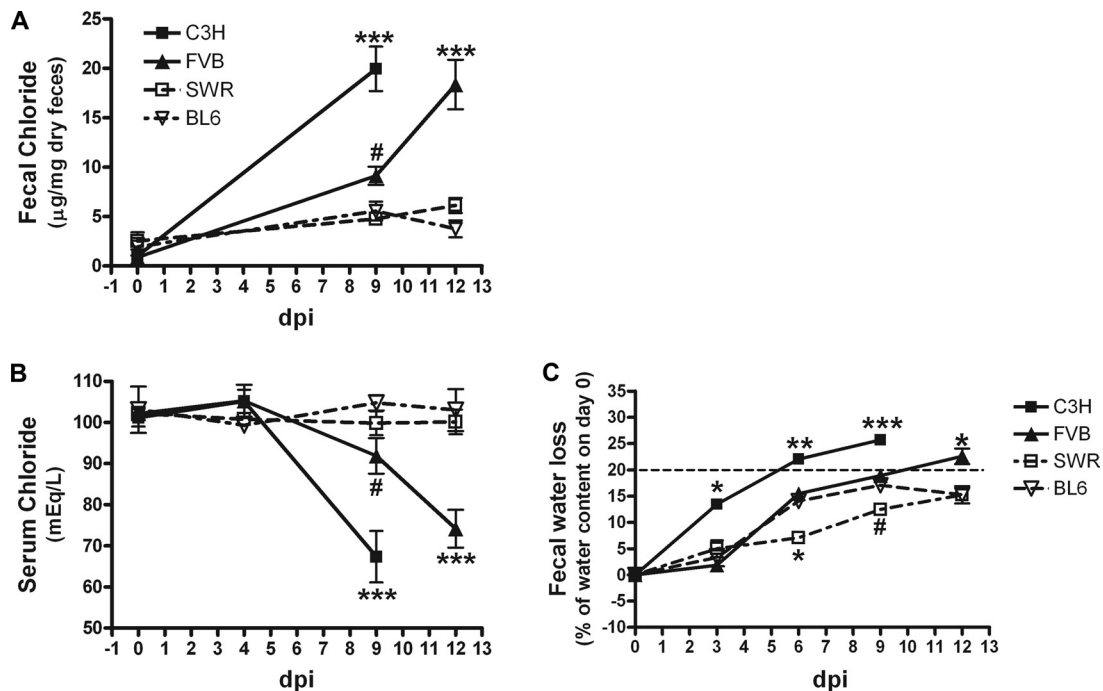 A
Fecal Chloride
(µg/mg dry feces)
25
20
15
10
5
0
C3H
FVB
SWR
BL6
***
***
#
-1 0 1 2 3 4 5 6 7 8 9 10 11 12 13
dpi
B
Serum Chloride
(mEq/L)
110
100
90
80
70
60
50
#
***
***
-1 0 1 2 3 4 5 6 7 8 9 10 11 12 13
dpi
C
Fecal water loss
(% of water content on day 0)
35
30
25
20
15
10
5
0
-5
-10
*
**
***
*
*
#
0 1 2 3 4 5 6 7 8 9 10 11 12 13
dpi
C3H
FVB
SWR
BL6